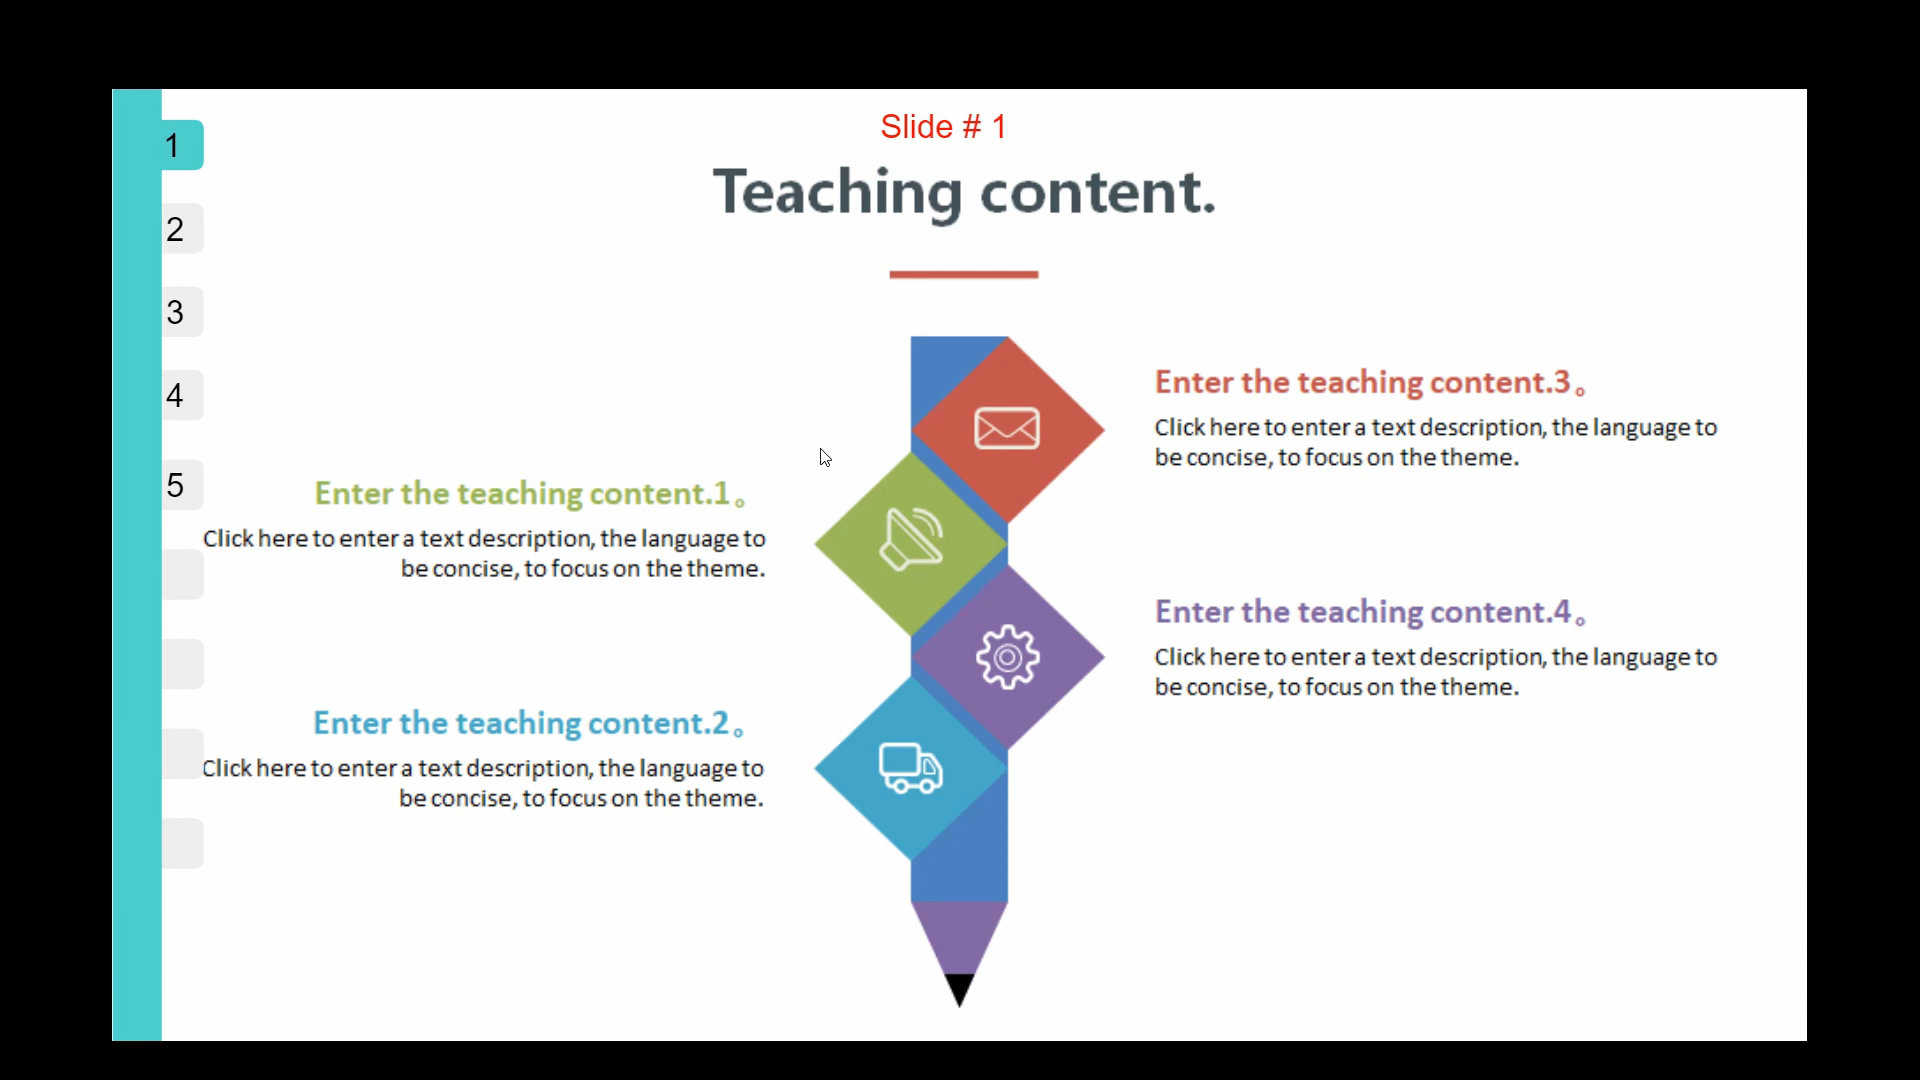 Slide # 1
Teaching content.
1
2
3
4
5
Enter the teaching content.1。
Click here to enter a text description, the language to
be concise, to focus on the theme.
Enter the teaching content.2。
Click here to enter a text description, the language to
be concise, to focus on the theme.
Enter the teaching content.3。
Click here to enter a text description, the language to
be concise, to focus on the theme.
Enter the teaching content.4。
Click here to enter a text description, the language to
be concise, to focus on the theme.